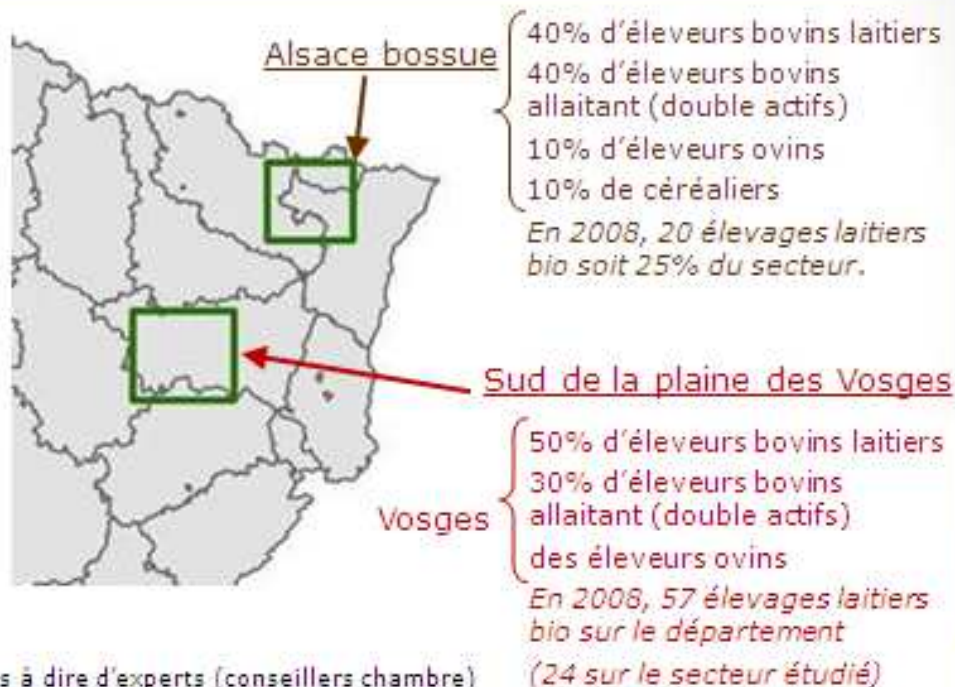 Alsace bossue
40% d'éleveurs bovins laitiers
40% d'éleveurs bovins
allaitant (double actifs)
10% d'éleveurs ovins
10% de céréaliers
En 2008, 20 élevages laitiers
bio soit 25% du secteur.
Sud de la plaine des Vosges
Vosges
50% d'éleveurs bovins laitiers
30% d'éleveurs bovins
allaitant (double actifs)
des éleveurs ovins
En 2008, 57 élevages laitiers
bio sur le département
(24 sur le secteur étudié)
s à dire d'experts (conseillers chambre)